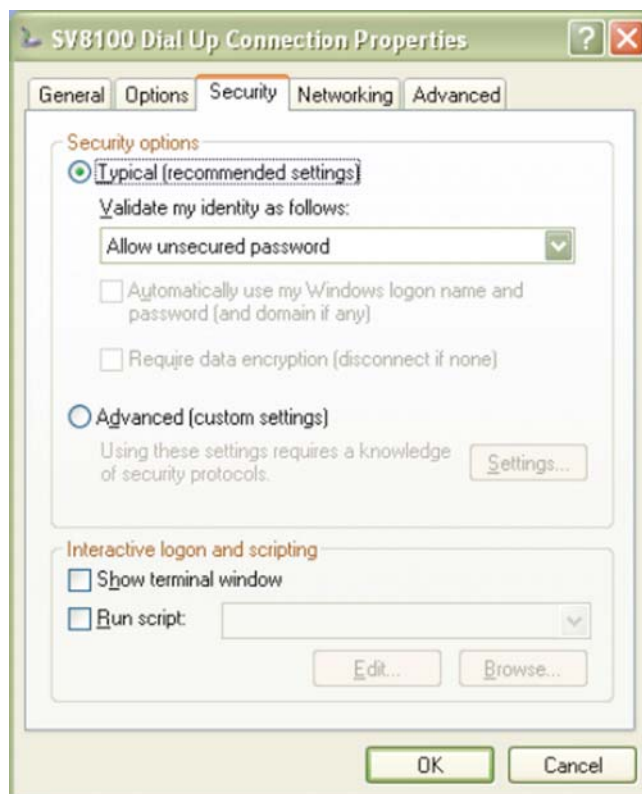 SV8100 Dial Up Connection Properties
General Options Security Networking Advanced
Security options
Typical (recommended settings)
Validate my identity as follows:
Allow unsecured password
Automatically use my Windows logon name and
password (and domain if any)
Require data encryption (disconnect if none)
Advanced (custom settings)
Using these settings requires a knowledge
of security protocols.
Settings...
Interactive logon and scripting
Show terminal window
Run script:
Edit... Browse...
OK Cancel